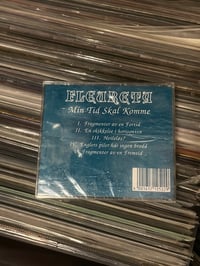 FLEURETY
Min Tid Skal Komme
I. Fragmenter av en Fortid
II. En skikkelse i horisonten
III. Hvileløs?
IV. Englers piler har ingen brodd
Fragmenter av en Fremtid